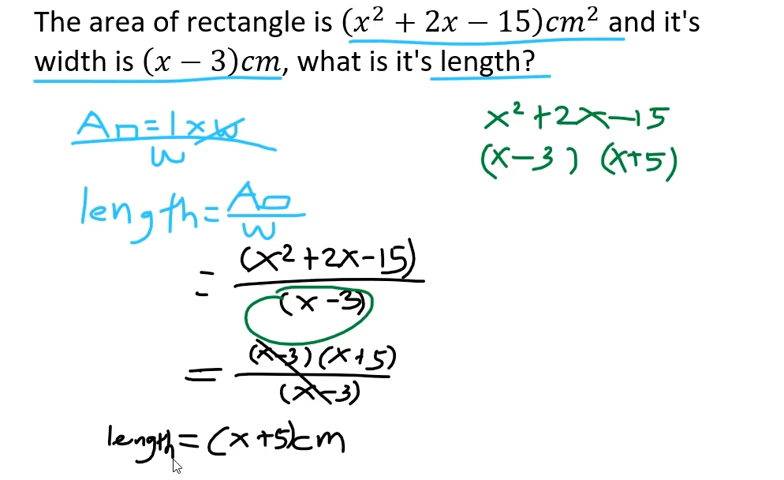 The area of rectangle is (x² + 2x − 15)cm² and it's
width is (x − 3)cm, what is it's length?
A▭ = l × w
w
length = A▭
w
= (x² + 2x − 15)
(x − 3)
= (x − 3) (x + 5)
(x − 3)
length = (x + 5)cm
x² + 2x − 15
(x − 3) (x + 5)